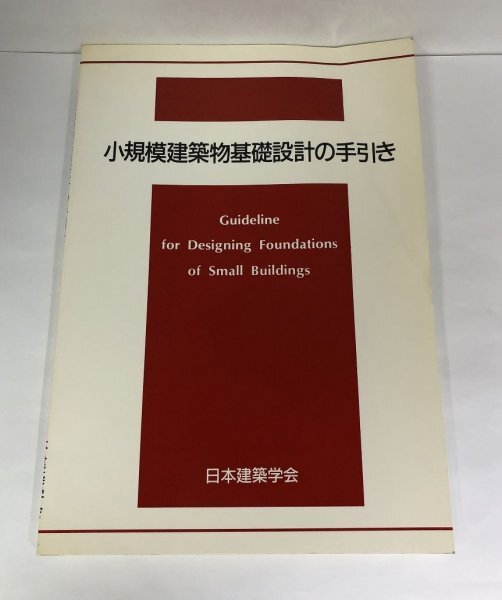 小規模建築物基礎設計の手引き
Guideline
for Designing Foundations
of Small Buildings
日本建築学会